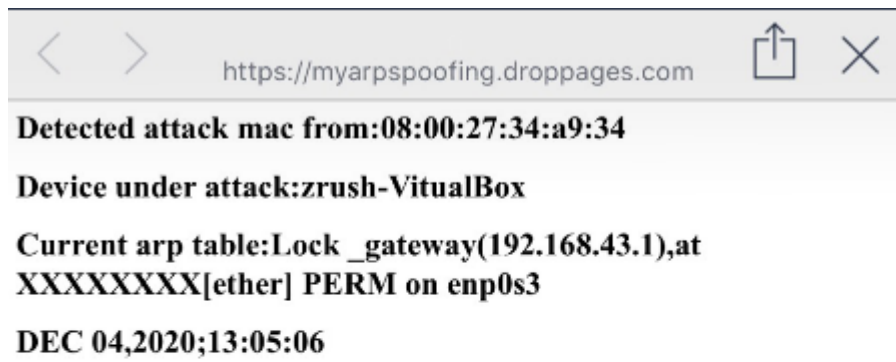 https://myarpspoofing.droppages.com
Detected attack mac from:08:00:27:34:a9:34
Device under attack:zrush-VitualBox
Current arp table:Lock _gateway(192.168.43.1),at
XXXXXXXX[ether] PERM on enp0s3
DEC 04,2020;13:05:06